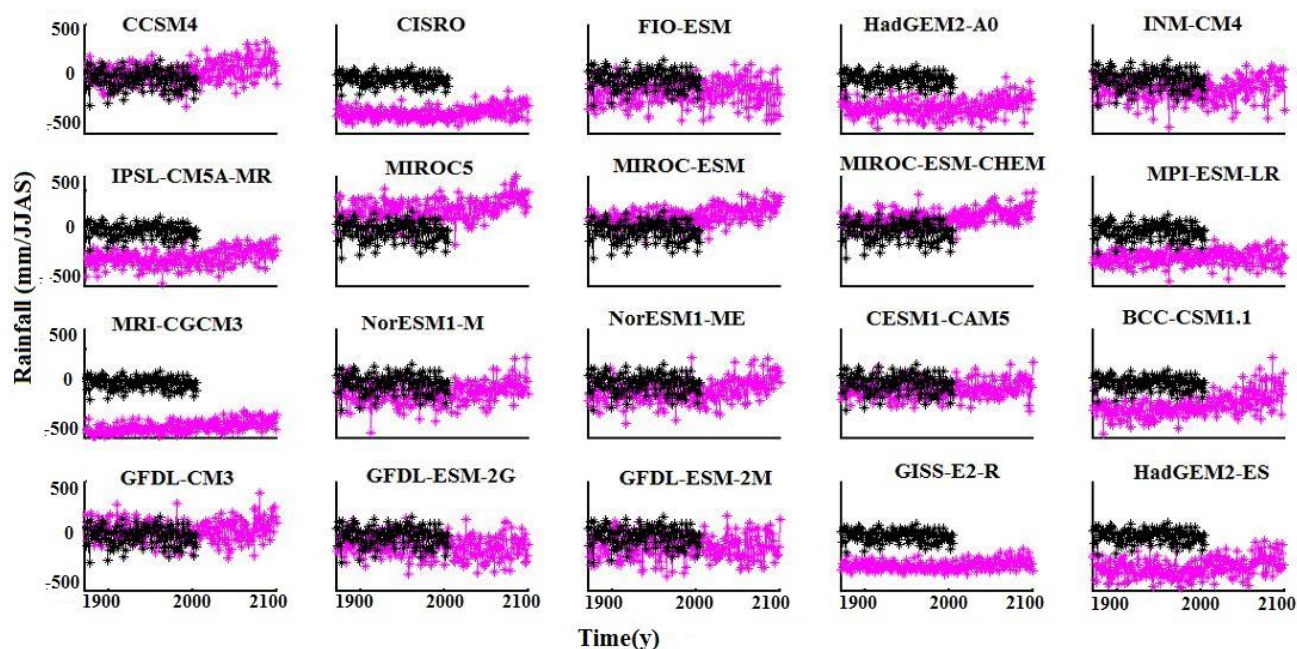 CCSM4 CISRO FIO-ESM HadGEM2-A0 INM-CM4
500
0
-500
IPSL-CM5A-MR MIROC5 MIROC-ESM MIROC-ESM-CHEM MPI-ESM-LR
500
0
-500
MRI-CGCM3 NorESM1-M NorESM1-ME CESM1-CAM5 BCC-CSM1.1
500
0
-500
GFDL-CM3 GFDL-ESM-2G GFDL-ESM-2M GISS-E2-R HadGEM2-ES
500
0
-500
1900 2000 2100 1900 2000 2100 1900 2000 2100 1900 2000 2100 1900 2000 2100
Rainfall (mm/JJAS)
Time(y)